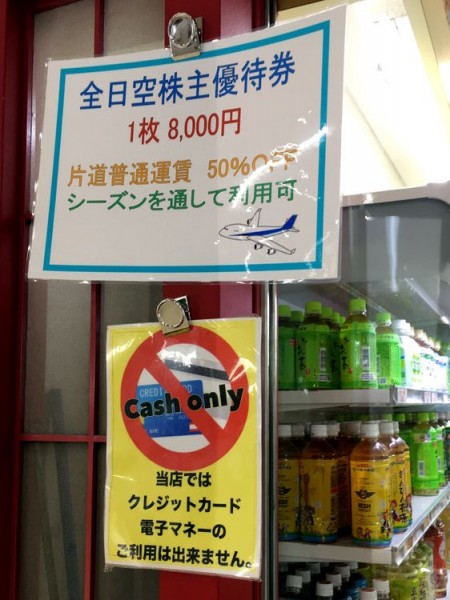 全日空株主優待券
1枚 8,000円
片道普通運賃 50%OFF
シーズンを通して利用可
Cash only
当店では
クレジットカード
電子マネーの
ご利用は出来ません。